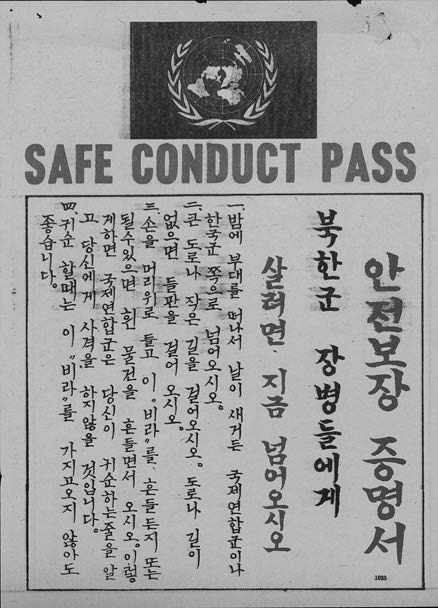 SAFE CONDUCT PASS
안전보장 증명서
북한군 장병들에게
살려면 지금 넘어오시오
一. 밤에 부대를 떠나서 날이 새거든 국제연합군이나
한국군 쪽으로 넘어오시오.
二. 큰 도로나 작은 길을 걸어오시오. 도로나 길이
없으면 들판을 걸어 오시오.
三. 손을 머리위로 들고 이 "비라"를 흔들든지 또는
될수있으면 흰 물건을 흔들면서 오시오. 이렇
게하면 국제연합군은 당신이 귀순하는줄을 알
고 당신에게 사격을 하지않을 것입니다.
四. 귀순 할때는 이 "비라"를 가지고오지 않아도
좋습니다.
1035